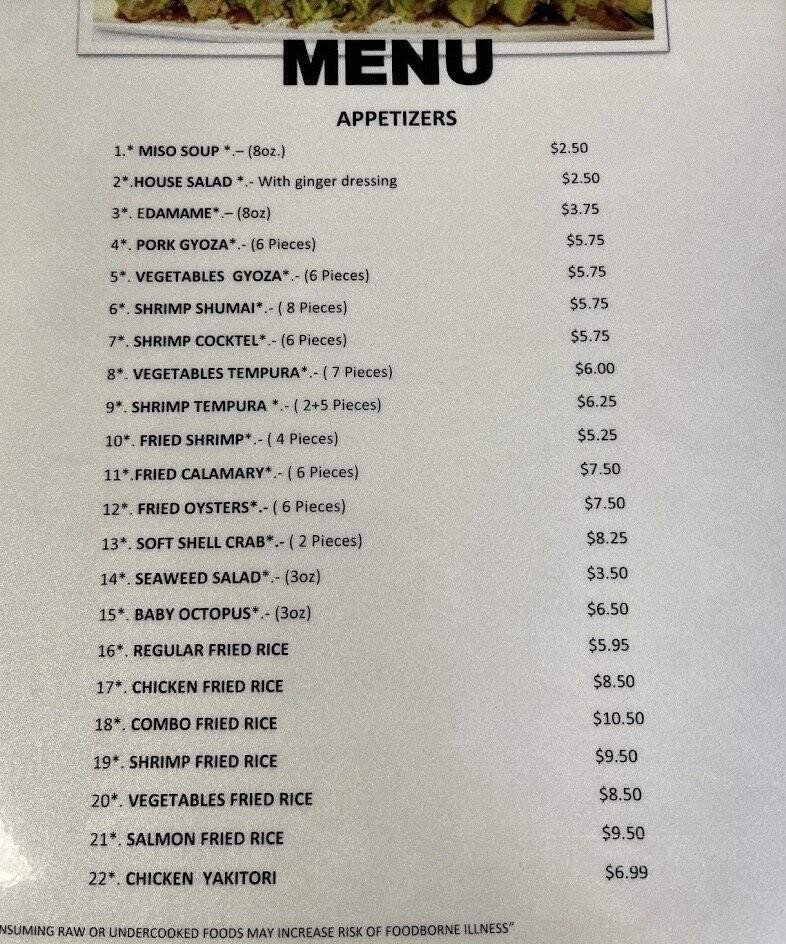 MENU
APPETIZERS
1.* MISO SOUP *.– (8oz.) $2.50
2*.HOUSE SALAD *.- With ginger dressing $2.50
3*. EDAMAME*.– (8oz) $3.75
4*. PORK GYOZA*.- (6 Pieces) $5.75
5*. VEGETABLES GYOZA*.- (6 Pieces) $5.75
6*. SHRIMP SHUMAI*.- ( 8 Pieces) $5.75
7*. SHRIMP COCKTEL*.- (6 Pieces) $5.75
8*. VEGETABLES TEMPURA*.- ( 7 Pieces) $6.00
9*. SHRIMP TEMPURA *.- ( 2+5 Pieces) $6.25
10*. FRIED SHRIMP*.- ( 4 Pieces) $5.25
11*.FRIED CALAMARY*.- ( 6 Pieces) $7.50
12*. FRIED OYSTERS*.- ( 6 Pieces) $7.50
13*. SOFT SHELL CRAB*.- ( 2 Pieces) $8.25
14*. SEAWEED SALAD*.- (3oz) $3.50
15*. BABY OCTOPUS*.- (3oz) $6.50
16*. REGULAR FRIED RICE $5.95
17*. CHICKEN FRIED RICE $8.50
18*. COMBO FRIED RICE $10.50
19*. SHRIMP FRIED RICE $9.50
20*. VEGETABLES FRIED RICE $8.50
21*. SALMON FRIED RICE $9.50
22*. CHICKEN YAKITORI $6.99
NSUMING RAW OR UNDERCOOKED FOODS MAY INCREASE RISK OF FOODBORNE ILLNESS"